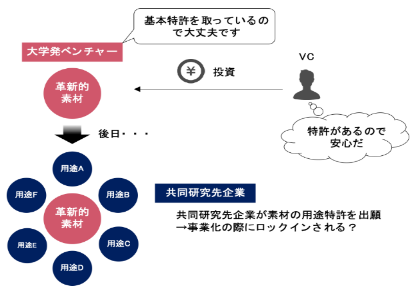 基本特許を取っているの
で大丈夫です
大学発ベンチャー
革新的
素材
¥
投資
VC
特許があるので
安心だ
後日・・・
用途A
用途F
用途B
革新的
素材
用途E
用途C
用途D
共同研究先企業
共同研究先企業が素材の用途特許を出願
→事業化の際にロックインされる?